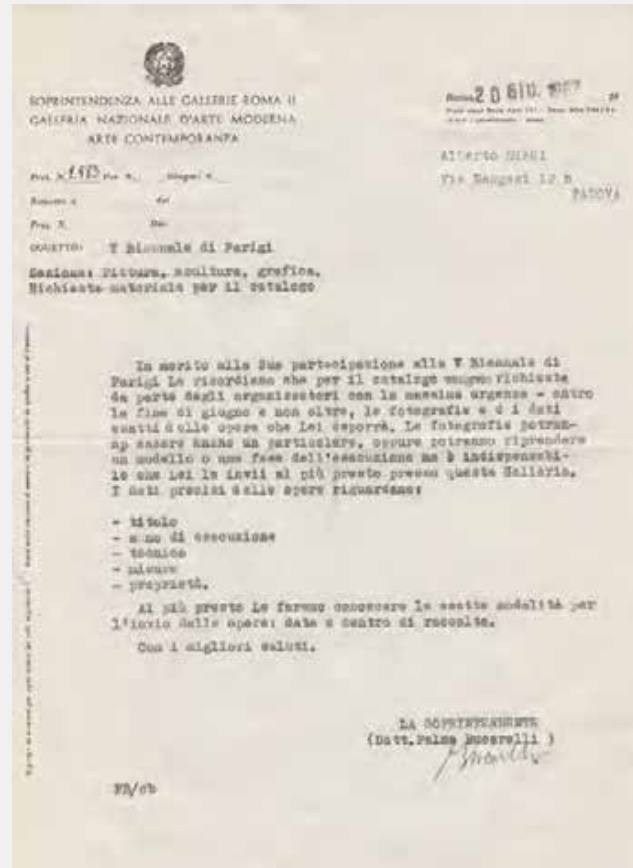 SOPRINTENDENZA ALLE GALLERIE ROMA II
GALLERIA NAZIONALE D'ARTE MODERNA
ARTE CONTEMPORANEA
Roma, 20 GIU. 1967
Alberto
Via 12 B
PADOVA
Prot. N.
Risposta a del
Pros. N. Div.
OGGETTO: V Biennale di Parigi
Sezione: Pittura, scultura, grafica.
Richiesta materiale per il catalogo
In merito alla Sua partecipazione alla V Biennale di
Parigi Le ricordiamo che per il catalogo vengono richieste
da parte degli organizzatori con la massima urgenza - entro
la fine di giugno e non oltre, le fotografie e d i dati
esatti delle opere che Lei esporrà. Le fotografie potran-
no essere anche un particolare, oppure potranno riprendere
un modello o una fase dell'esecuzione ma è indispensabi-
le che Lei le invii al più presto presso questa Galleria.
I dati precisi delle opere riguardano:
- titolo
- anno di esecuzione
- tecnica
- misure
- proprietà.
Al più presto Le faremo conoscere le esatte modalità per
l'invio delle opere: date e centro di raccolta.
Con i migliori saluti.
LA SOPRINTENDENTE
(Dott.Palma Bucarelli )
PB/cb